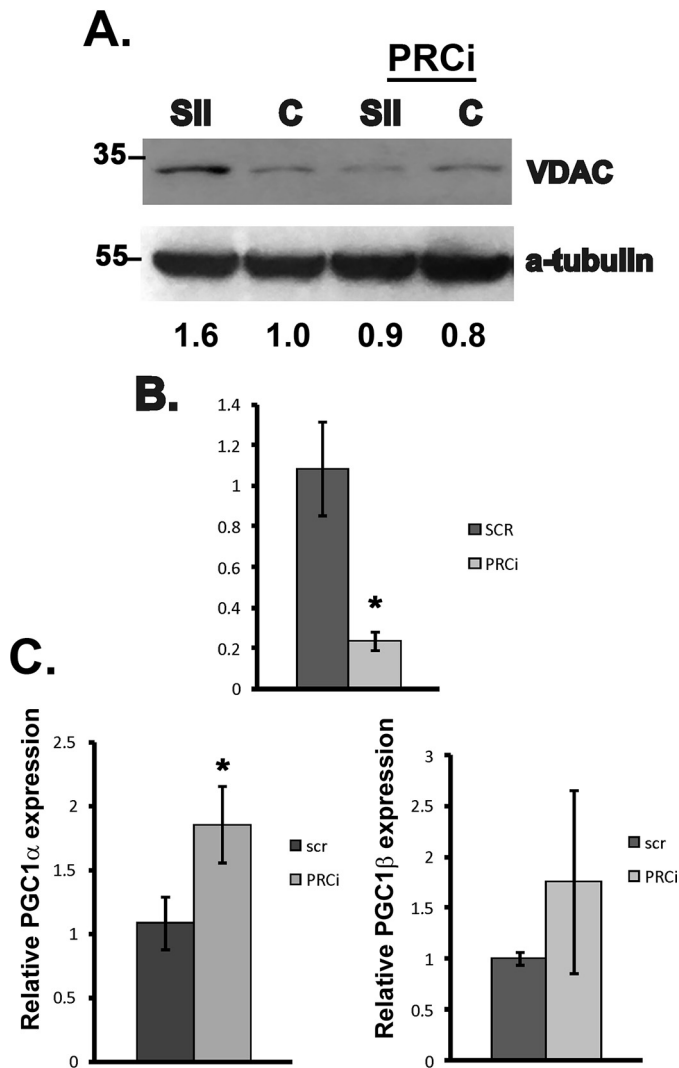 A.
PRCi
SII C SII C
35
VDAC
55
a-tubulin
1.6 1.0 0.9 0.8
B.
1.4
1.2
1
0.8
0.6
0.4
0.2
0
*
SCR
PRCi
C.
Relative PGC1α expression
2.5
2
1.5
1
0.5
0
*
scr
PRCi
Relative PGC1β expression
3
2.5
2
1.5
1
0.5
0
scr
PRCi